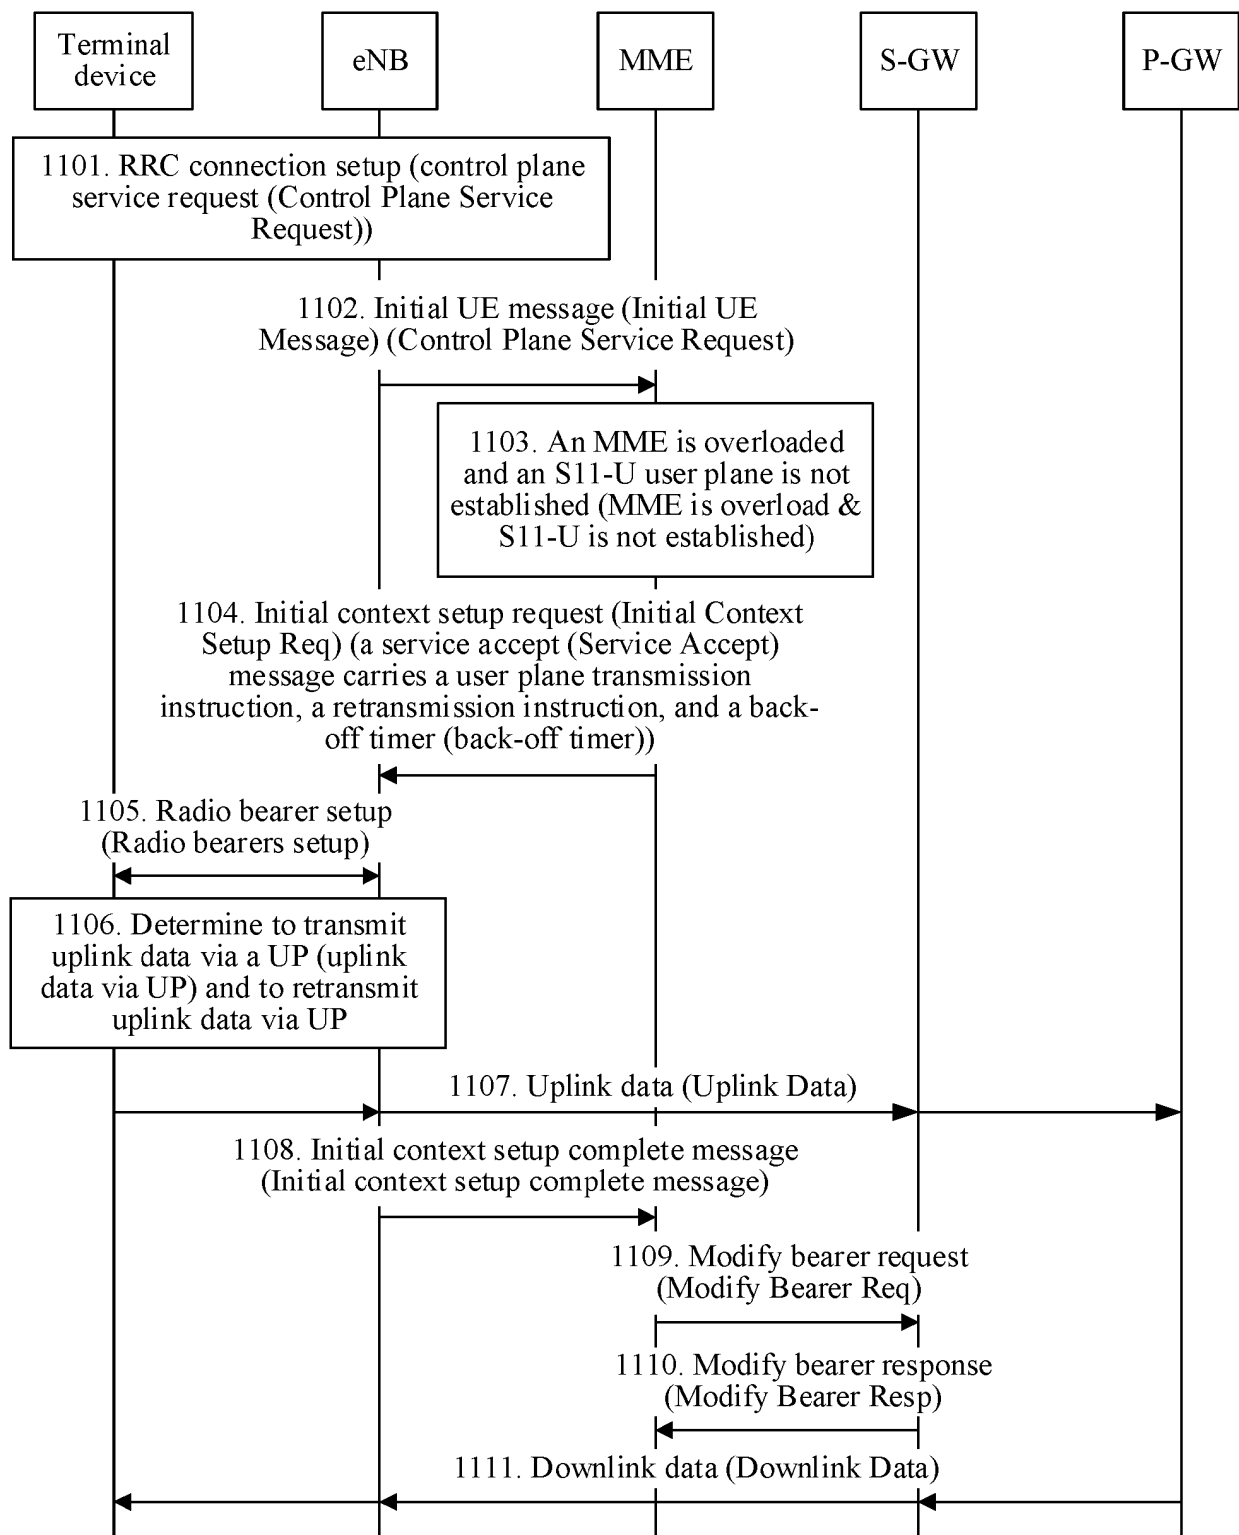 Terminal
device
eNB
MME
S-GW
P-GW
1101. RRC connection setup (control plane
service request (Control Plane Service
Request))
1102. Initial UE message (Initial UE
Message) (Control Plane Service Request)
1103. An MME is overloaded
and an S11-U user plane is not
established (MME is overload &
S11-U is not established)
1104. Initial context setup request (Initial Context
Setup Req) (a service accept (Service Accept)
message carries a user plane transmission
instruction, a retransmission instruction, and a back-
off timer (back-off timer))
1105. Radio bearer setup
(Radio bearers setup)
1106. Determine to transmit
uplink data via a UP (uplink
data via UP) and to retransmit
uplink data via UP
1107. Uplink data (Uplink Data)
1108. Initial context setup complete message
(Initial context setup complete message)
1109. Modify bearer request
(Modify Bearer Req)
1110. Modify bearer response
(Modify Bearer Resp)
1111. Downlink data (Downlink Data)